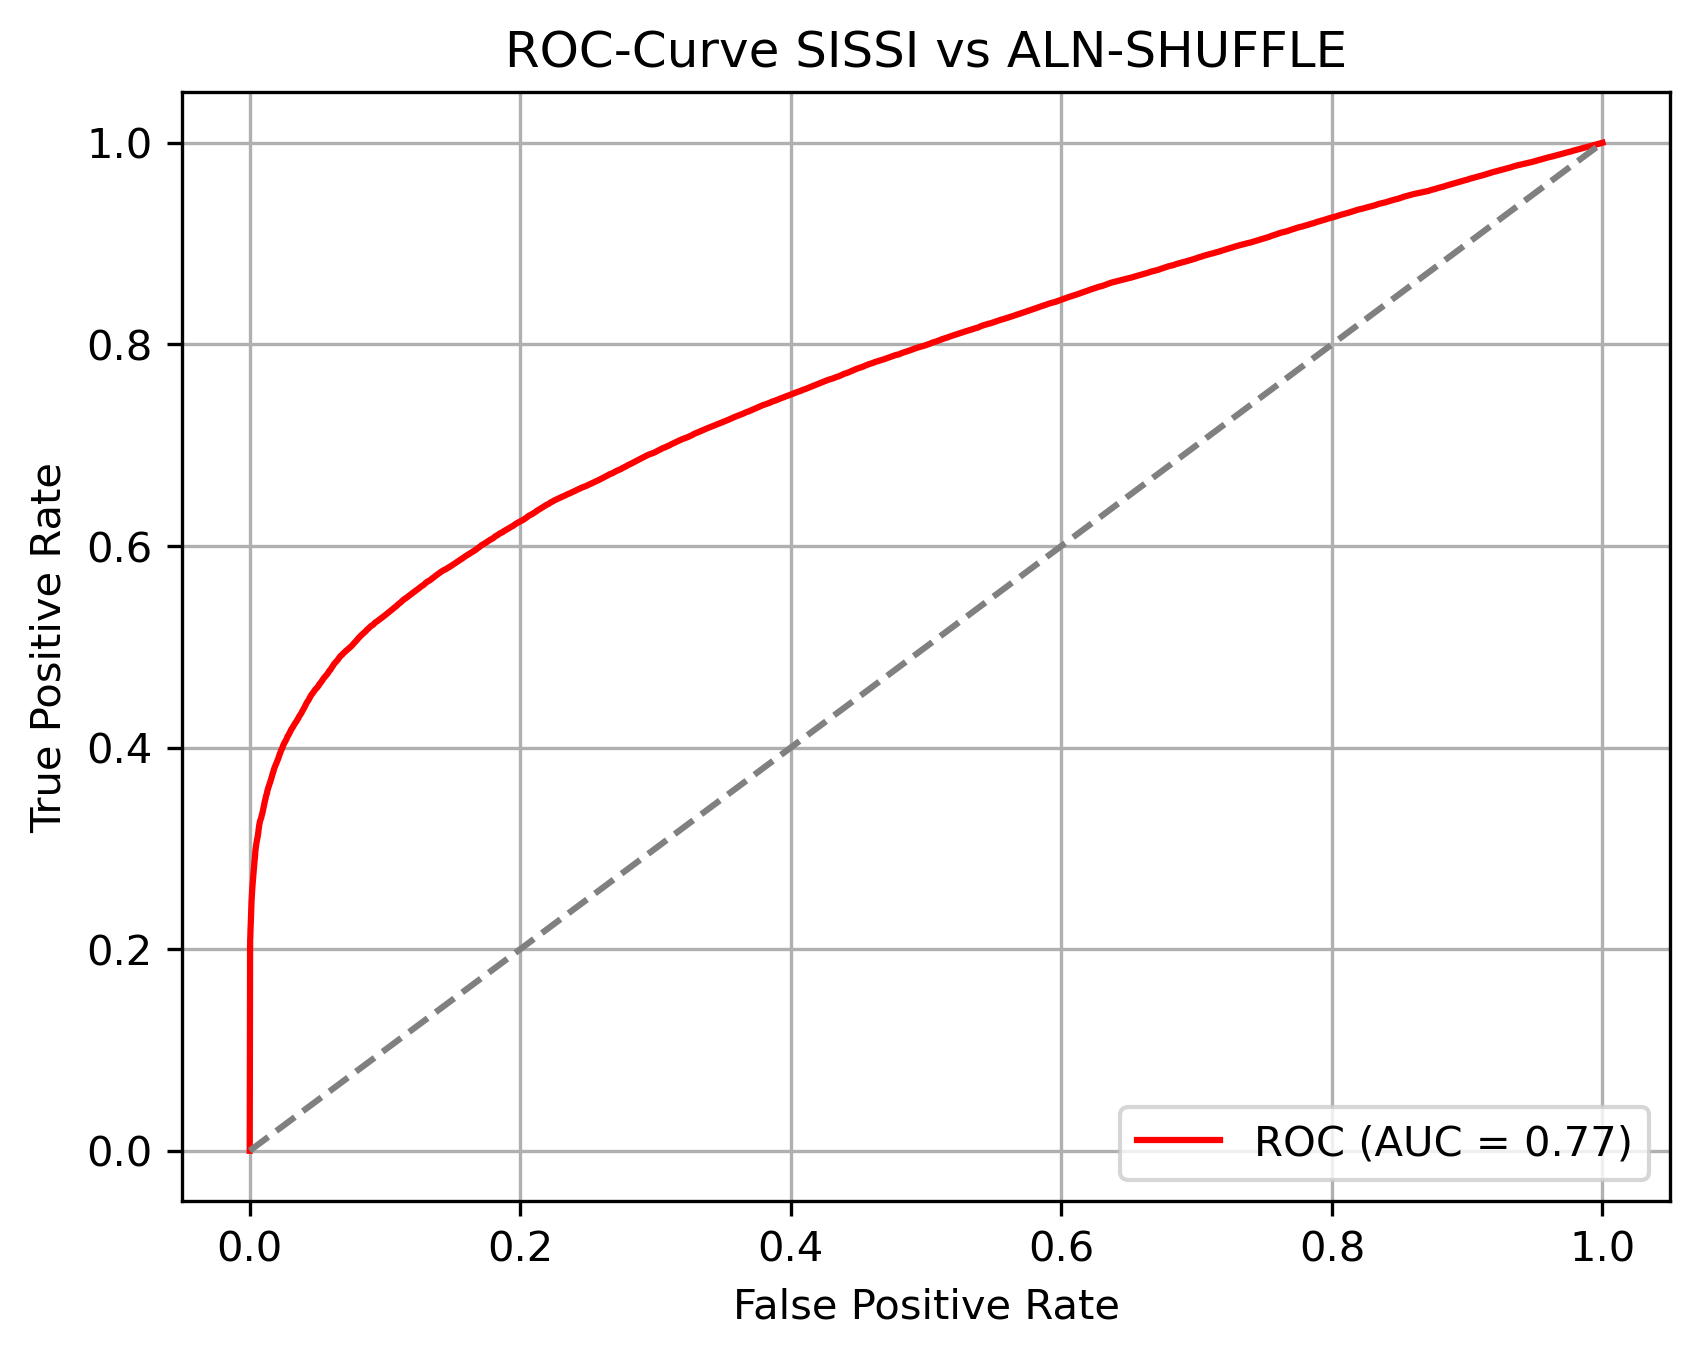 ROC-Curve SISSI vs ALN-SHUFFLE
True Positive Rate
1.0
0.8
0.6
0.4
0.2
0.0
ROC (AUC = 0.77)
0.0 0.2 0.4 0.6 0.8 1.0
False Positive Rate